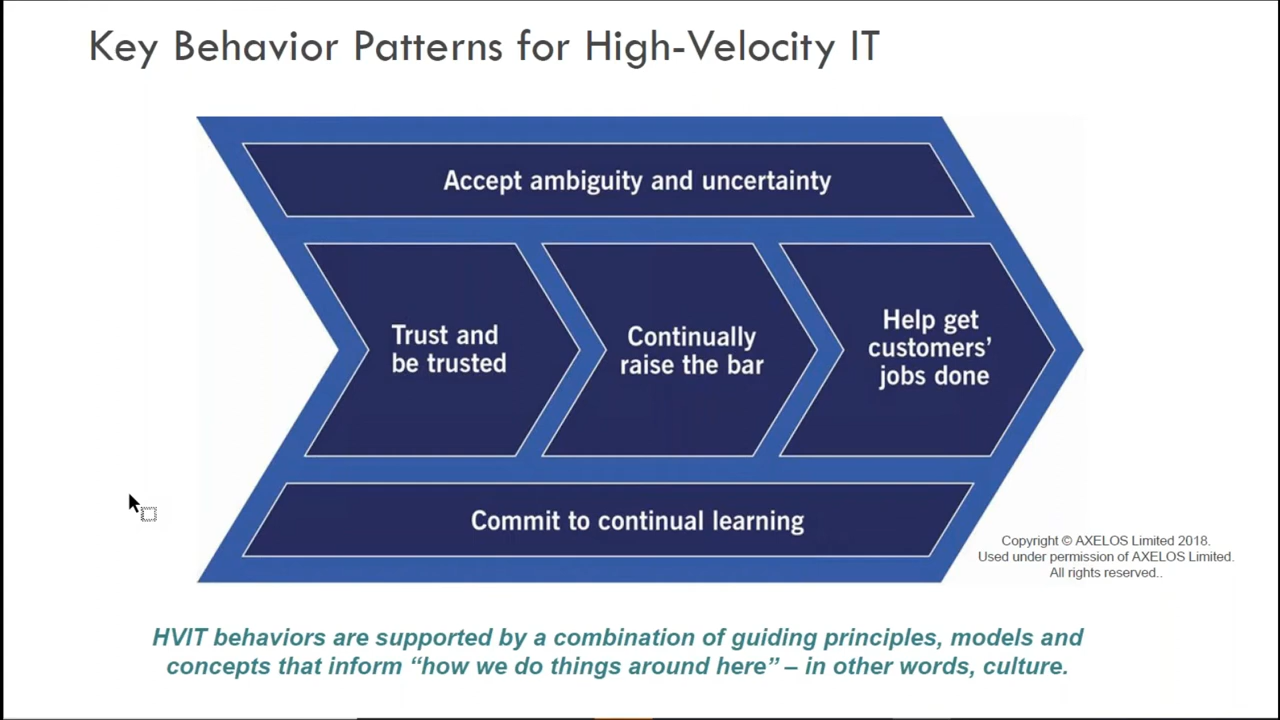 Key Behavior Patterns for High-Velocity IT
Accept ambiguity and uncertainty
Trust and
be trusted
Continually
raise the bar
Help get
customers’
jobs done
Commit to continual learning
Copyright © AXELOS Limited 2018.
Used under permission of AXELOS Limited.
All rights reserved..
HVIT behaviors are supported by a combination of guiding principles, models and
concepts that inform “how we do things around here” – in other words, culture.